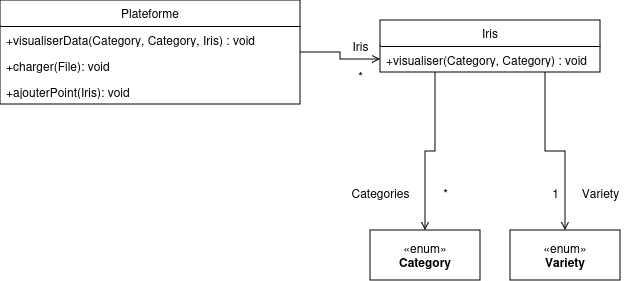 Plateforme
+visualiserData(Category, Category, Iris) : void
+charger(File): void
+ajouterPoint(Iris): void
Iris
*
Iris
+visualiser(Category, Category) : void
Categories
*
1
Variety
«enum»
Category
«enum»
Variety